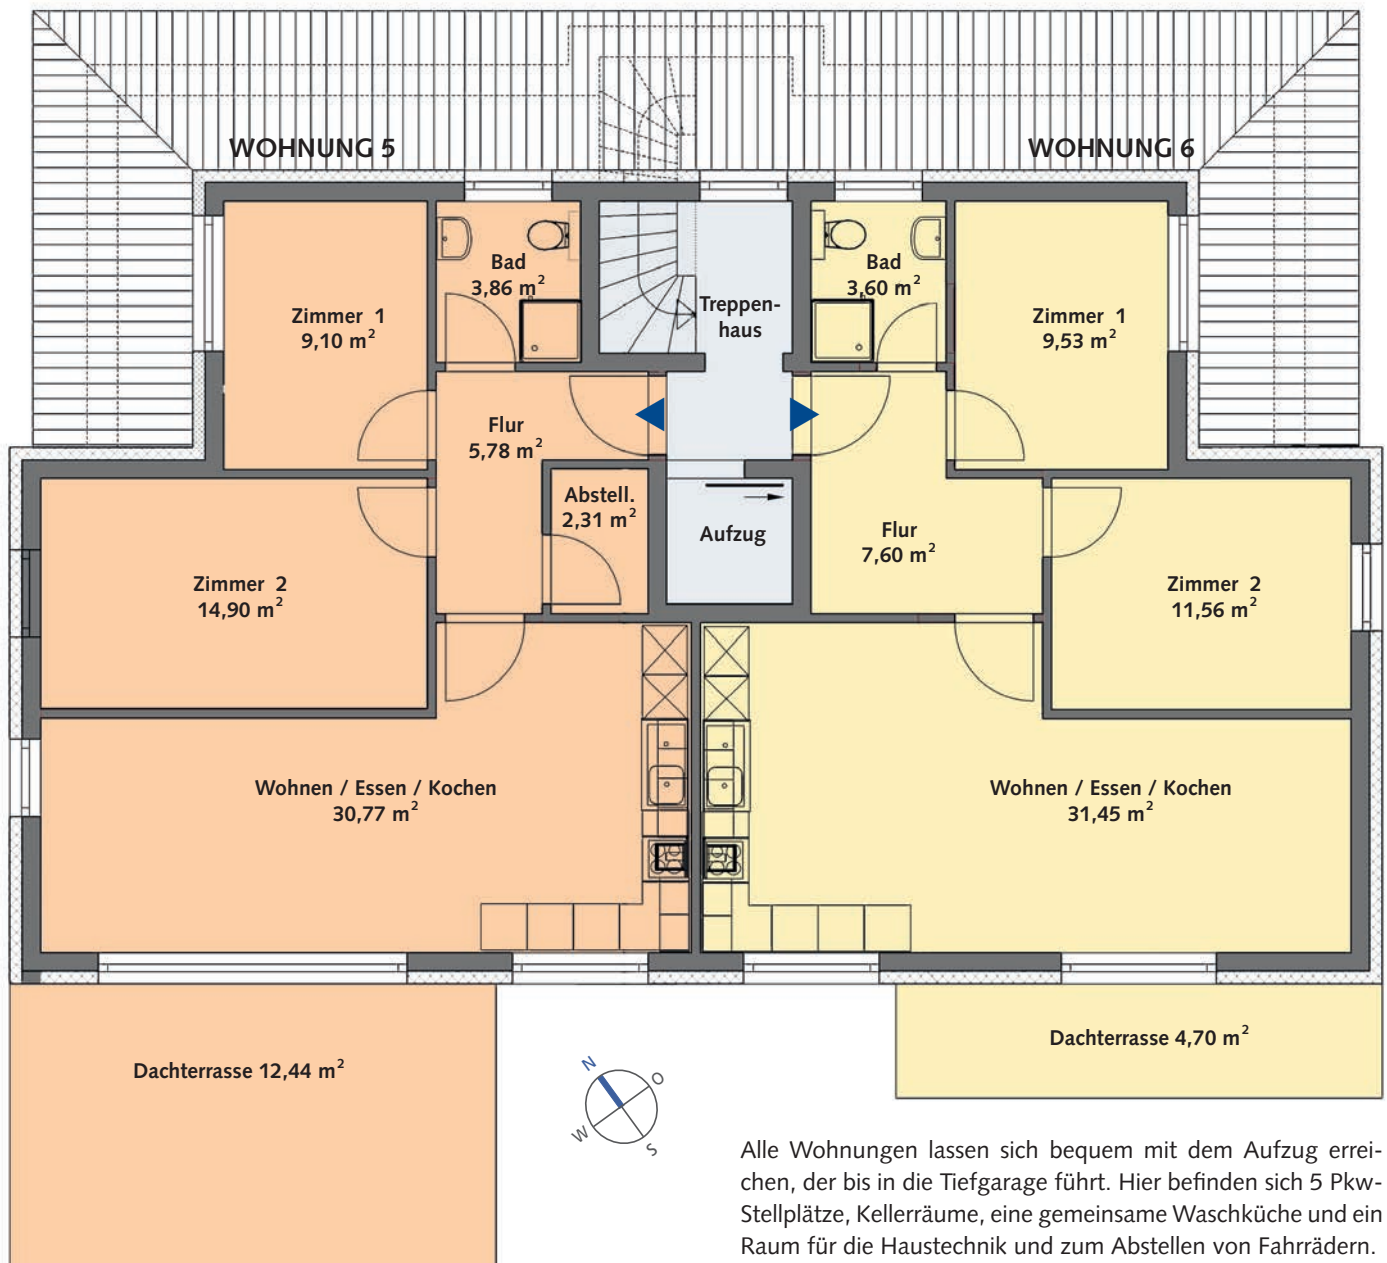 WOHNUNG 5
WOHNUNG 6
Bad
3,86 m²
Bad
3,60 m²
Zimmer 1
9,10 m²
Treppen-
haus
Zimmer 1
9,53 m²
Flur
5,78 m²
Abstell.
2,31 m²
Aufzug
Flur
7,60 m²
Zimmer 2
14,90 m²
Zimmer 2
11,56 m²
Wohnen / Essen / Kochen
30,77 m²
Wohnen / Essen / Kochen
31,45 m²
Dachterrasse 12,44 m²
Dachterrasse 4,70 m²
N
O
W
S
Alle Wohnungen lassen sich bequem mit dem Aufzug errei-
chen, der bis in die Tiefgarage führt. Hier befinden sich 5 Pkw-
Stellplätze, Kellerräume, eine gemeinsame Waschküche und ein
Raum für die Haustechnik und zum Abstellen von Fahrrädern.